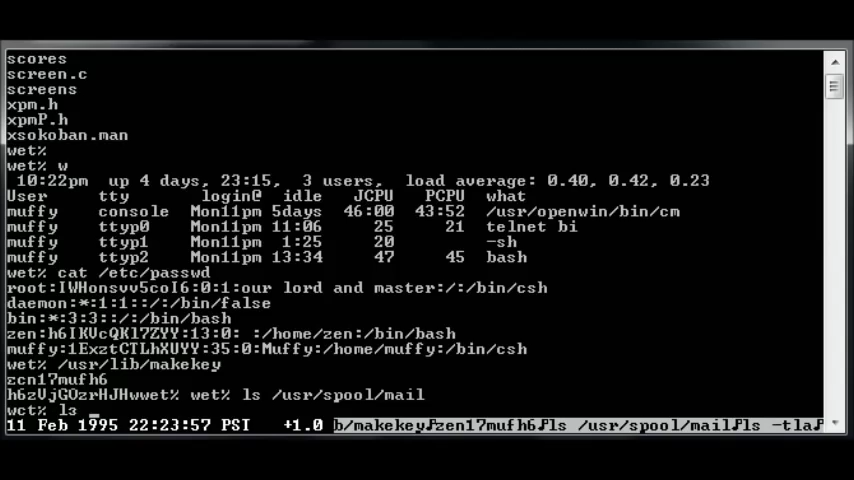 scores
screen.c
screens
xpm.h
xpmP.h
xsokoban.man
wet%
wet% w
10:22pm up 4 days, 23:15, 3 users, load average: 0.40, 0.42, 0.23
User tty login@ idle JCPU PCPU what
muffy console Mon11pm 5days 46:00 43:52 /usr/openwin/bin/cm
muffy ttyp0 Mon11pm 11:06 25 21 telnet bi
muffy ttyp1 Mon11pm 1:25 20 -sh
muffy ttyp2 Mon11pm 13:34 47 45 bash
wet% cat /etc/passwd
root:IWHonsvv5coI6:0:1:our lord and master:/:/bin/csh
daemon:*:1:1::/:/bin/false
bin:*:3:3::/:/bin/bash
zen:h6IKVcQKl7ZYY:13:0: :/home/zen:/bin/bash
muffy:1ExztCTLhXUYY:35:0:Muffy:/home/muffy:/bin/csh
wet% /usr/lib/makekey
zen17mufh6
h6zVjGOzrHJHwwet% wet% ls /usr/spool/mail
wet% ls _
11 Feb 1995 22:23:57 PST +1.0 b/makekey♪zen17mufh6♪ls /usr/spool/mail♪ls -tla♪